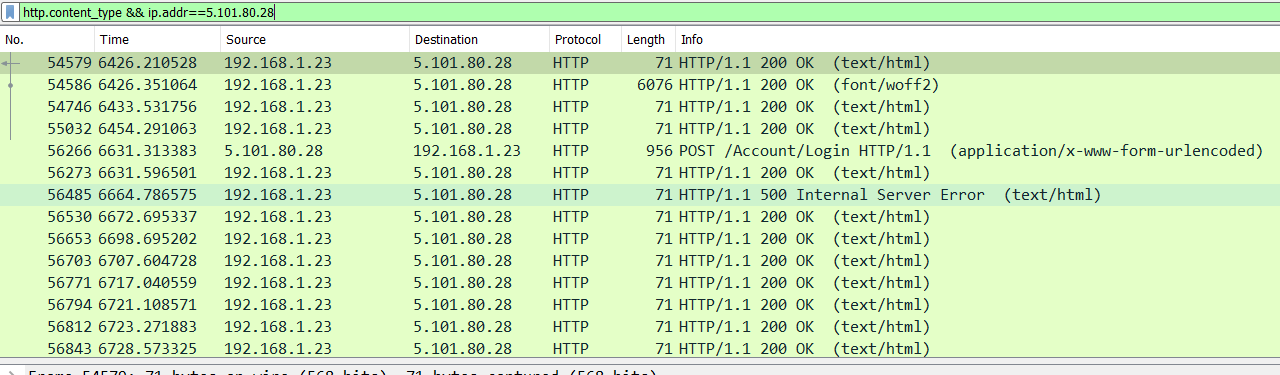 http.content_type && ip.addr==5.101.80.28
No. Time Source Destination Protocol Length Info
54579 6426.210528 192.168.1.23 5.101.80.28 HTTP 71 HTTP/1.1 200 OK (text/html)
54586 6426.351064 192.168.1.23 5.101.80.28 HTTP 6076 HTTP/1.1 200 OK (font/woff2)
54746 6433.531756 192.168.1.23 5.101.80.28 HTTP 71 HTTP/1.1 200 OK (text/html)
55032 6454.291063 192.168.1.23 5.101.80.28 HTTP 71 HTTP/1.1 200 OK (text/html)
56266 6631.313383 5.101.80.28 192.168.1.23 HTTP 956 POST /Account/Login HTTP/1.1 (application/x-www-form-urlencoded)
56273 6631.596501 192.168.1.23 5.101.80.28 HTTP 71 HTTP/1.1 200 OK (text/html)
56485 6664.786575 192.168.1.23 5.101.80.28 HTTP 71 HTTP/1.1 500 Internal Server Error (text/html)
56530 6672.695337 192.168.1.23 5.101.80.28 HTTP 71 HTTP/1.1 200 OK (text/html)
56653 6698.695202 192.168.1.23 5.101.80.28 HTTP 71 HTTP/1.1 200 OK (text/html)
56703 6707.604728 192.168.1.23 5.101.80.28 HTTP 71 HTTP/1.1 200 OK (text/html)
56771 6717.040559 192.168.1.23 5.101.80.28 HTTP 71 HTTP/1.1 200 OK (text/html)
56794 6721.108571 192.168.1.23 5.101.80.28 HTTP 71 HTTP/1.1 200 OK (text/html)
56812 6723.271883 192.168.1.23 5.101.80.28 HTTP 71 HTTP/1.1 200 OK (text/html)
56843 6728.573325 192.168.1.23 5.101.80.28 HTTP 71 HTTP/1.1 200 OK (text/html)
Frame 54579: 71 bytes on wire (568 bits), 71 bytes captured (568 bits)